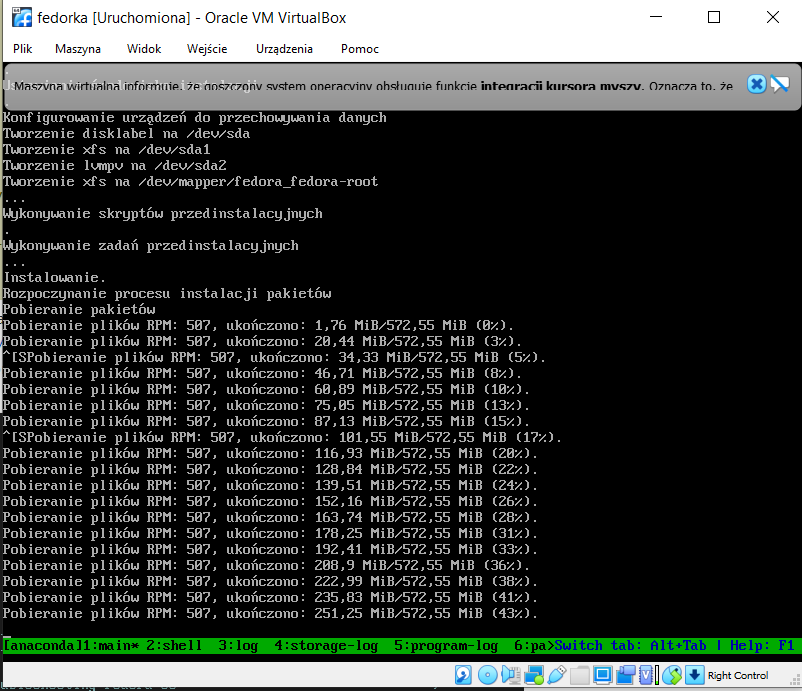 fedorka [Uruchomiona] - Oracle VM VirtualBox
Plik Maszyna Widok Wejście Urządzenia Pomoc
Maszyna wirtualna informuje, że goszczony system operacyjny obsługuje funkcję integracji kursora myszy. Oznacza to, że
Konfigurowanie urządzeń do przechowywania danych
Tworzenie disklabel na /dev/sda
Tworzenie xfs na /dev/sda1
Tworzenie lvmpv na /dev/sda2
Tworzenie xfs na /dev/mapper/fedora_fedora-root
...
Wykonywanie skryptów przedinstalacyjnych
.
Wykonywanie zadań przedinstalacyjnych
...
Instalowanie.
Rozpoczynanie procesu instalacji pakietów
Pobieranie pakietów
Pobieranie plików RPM: 507, ukończono: 1,76 MiB/572,55 MiB (0%).
Pobieranie plików RPM: 507, ukończono: 20,44 MiB/572,55 MiB (3%).
^[SPobieranie plików RPM: 507, ukończono: 34,33 MiB/572,55 MiB (5%).
Pobieranie plików RPM: 507, ukończono: 46,71 MiB/572,55 MiB (8%).
Pobieranie plików RPM: 507, ukończono: 60,89 MiB/572,55 MiB (10%).
Pobieranie plików RPM: 507, ukończono: 75,05 MiB/572,55 MiB (13%).
Pobieranie plików RPM: 507, ukończono: 87,13 MiB/572,55 MiB (15%).
^[SPobieranie plików RPM: 507, ukończono: 101,55 MiB/572,55 MiB (17%).
Pobieranie plików RPM: 507, ukończono: 116,93 MiB/572,55 MiB (20%).
Pobieranie plików RPM: 507, ukończono: 128,84 MiB/572,55 MiB (22%).
Pobieranie plików RPM: 507, ukończono: 139,51 MiB/572,55 MiB (24%).
Pobieranie plików RPM: 507, ukończono: 152,16 MiB/572,55 MiB (26%).
Pobieranie plików RPM: 507, ukończono: 163,74 MiB/572,55 MiB (28%).
Pobieranie plików RPM: 507, ukończono: 178,25 MiB/572,55 MiB (31%).
Pobieranie plików RPM: 507, ukończono: 192,41 MiB/572,55 MiB (33%).
Pobieranie plików RPM: 507, ukończono: 208,9 MiB/572,55 MiB (36%).
Pobieranie plików RPM: 507, ukończono: 222,99 MiB/572,55 MiB (38%).
Pobieranie plików RPM: 507, ukończono: 235,83 MiB/572,55 MiB (41%).
Pobieranie plików RPM: 507, ukończono: 251,25 MiB/572,55 MiB (43%).
[anaconda]1:main* 2:shell 3:log 4:storage-log 5:program-log 6:pa>Switch tab: Alt+Tab | Help: F1
Right Control